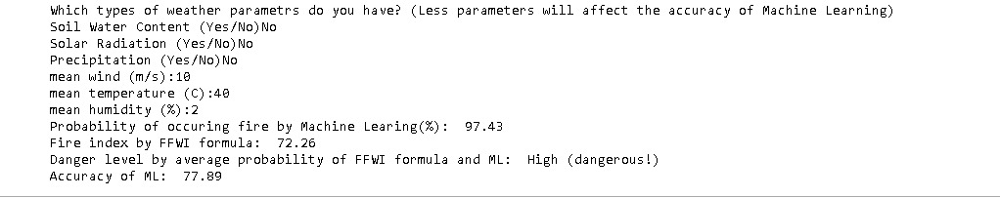 Which types of weather parametrs do you have? (Less parameters will affect the accuracy of Machine Learning)
Soil Water Content (Yes/No)No
Solar Radiation (Yes/No)No
Precipitation (Yes/No)No
mean wind (m/s):10
mean temperature (C):40
mean humidity (%):2
Probability of occuring fire by Machine Learing(%):  97.43
Fire index by FFWI formula:  72.26
Danger level by average probability of FFWI formula and ML:  High (dangerous!)
Accuracy of ML:  77.89